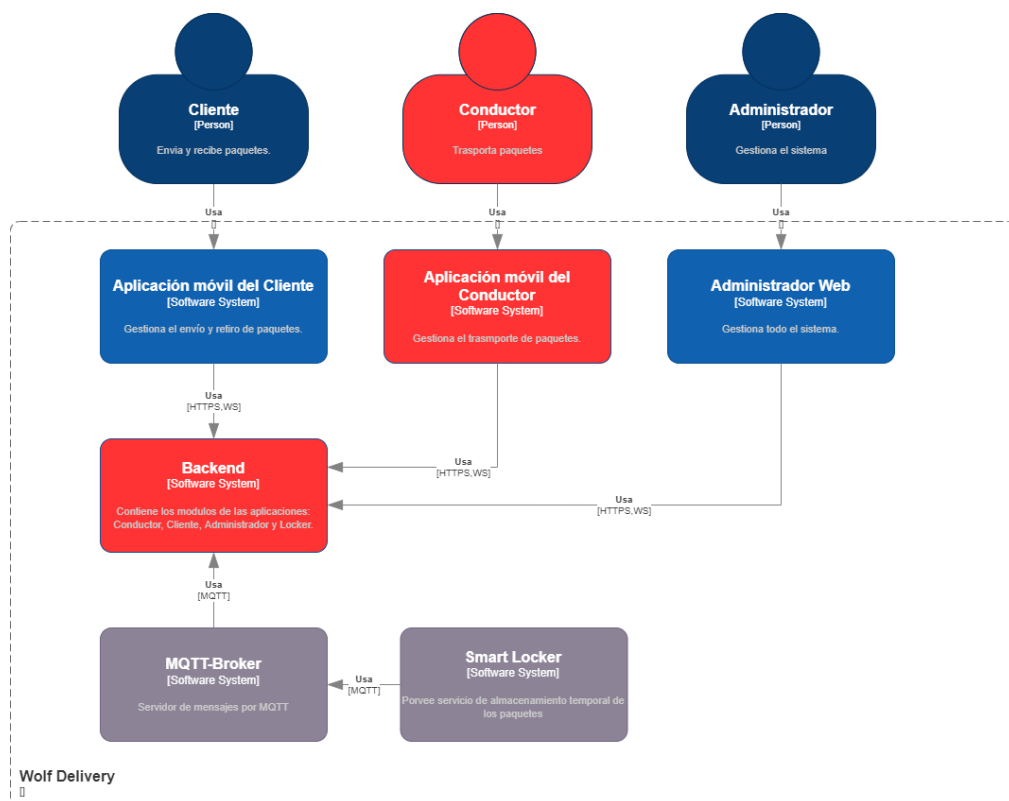 Cliente
[Person]
Envia y recibe paquetes.
Conductor
[Person]
Trasporta paquetes
Administrador
[Person]
Gestiona el sistema
Usa
[]
Usa
[]
Usa
[]
Aplicación móvil del Cliente
[Software System]
Gestiona el envío y retiro de paquetes.
Aplicación móvil del
Conductor
[Software System]
Gestiona el trasmporte de paquetes.
Administrador Web
[Software System]
Gestiona todo el sistema.
Usa
[HTTPS,WS]
Backend
[Software System]
Contiene los modulos de las aplicaciones:
Conductor, Cliente, Administrador y Locker.
Usa
[HTTPS,WS]
Usa
[HTTPS,WS]
Usa
[MQTT]
MQTT-Broker
[Software System]
Servidor de mensajes por MQTT
Usa
[MQTT]
Smart Locker
[Software System]
Porvee servicio de almacenamiento temporal de
los paquetes
Wolf Delivery
[]